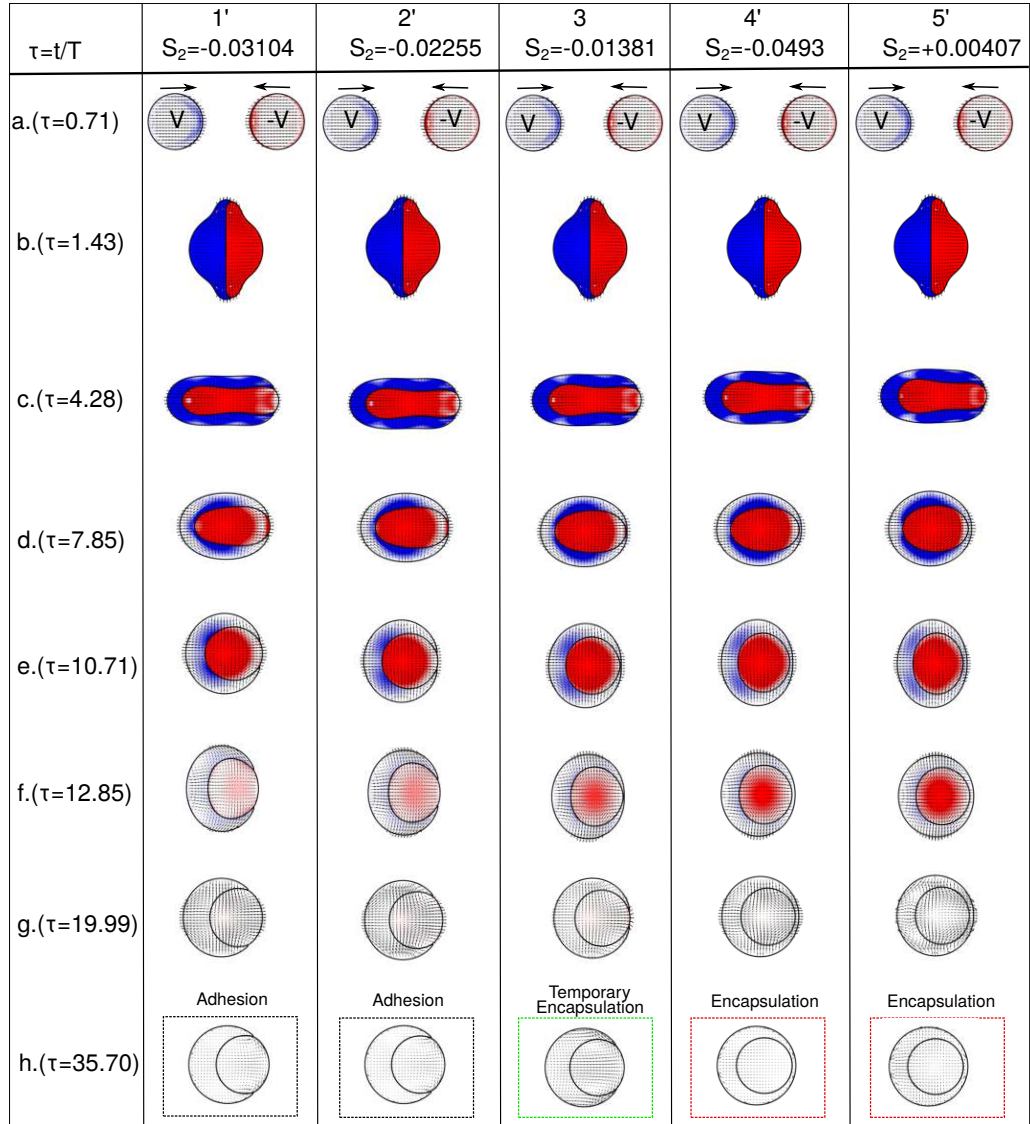 τ=t/T
1' 2' 3 4' 5'
S₂=-0.03104 S₂=-0.02255 S₂=-0.01381 S₂=-0.0493 S₂=+0.00407
a.(τ=0.71) V -V V -V V -V V -V V -V
b.(τ=1.43)
c.(τ=4.28)
d.(τ=7.85)
e.(τ=10.71)
f.(τ=12.85)
g.(τ=19.99)
Adhesion Adhesion Temporary Encapsulation Encapsulation Encapsulation
h.(τ=35.70)